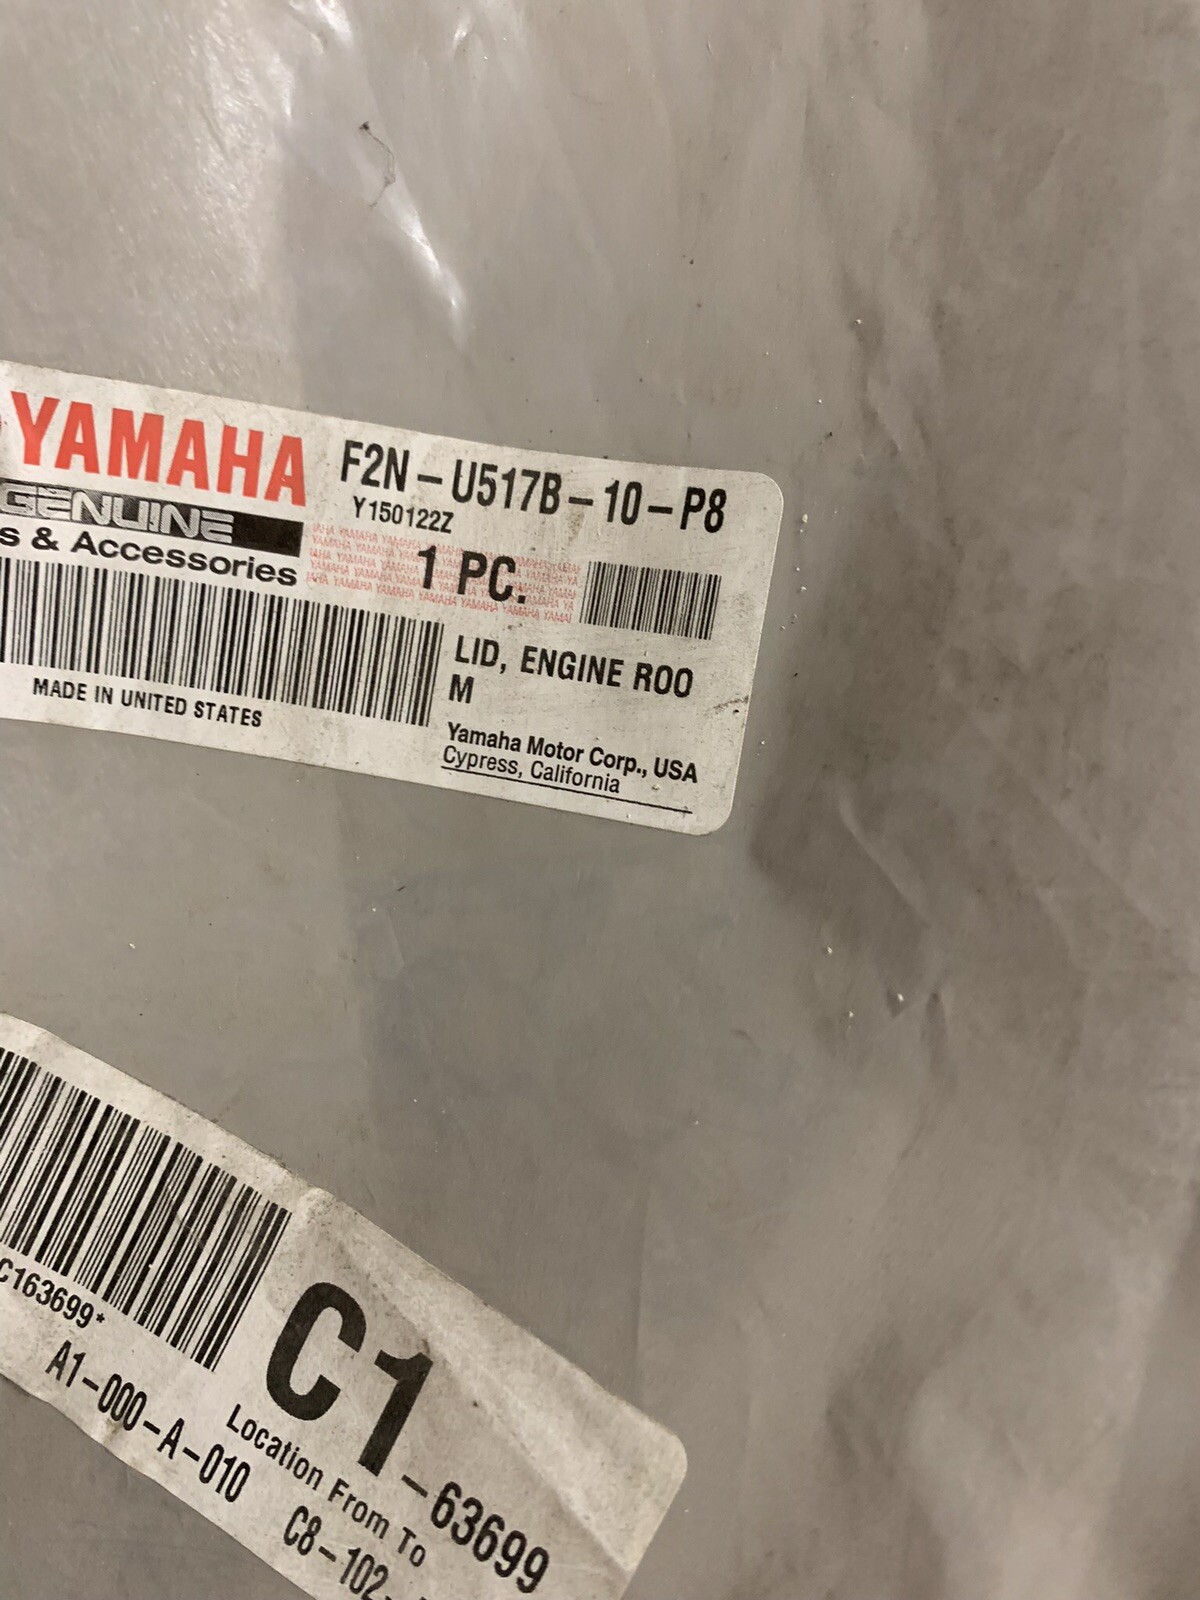 YAMAHA
GENUINE
s & Accessories
F2N-U517B-10-P8
Y150122Z
1 PC.
LID, ENGINE ROO
M
MADE IN UNITED STATES
Yamaha Motor Corp., USA
Cypress, California
C163699*
C1-63699
Location From To
A1-000-A-010
C8-102-